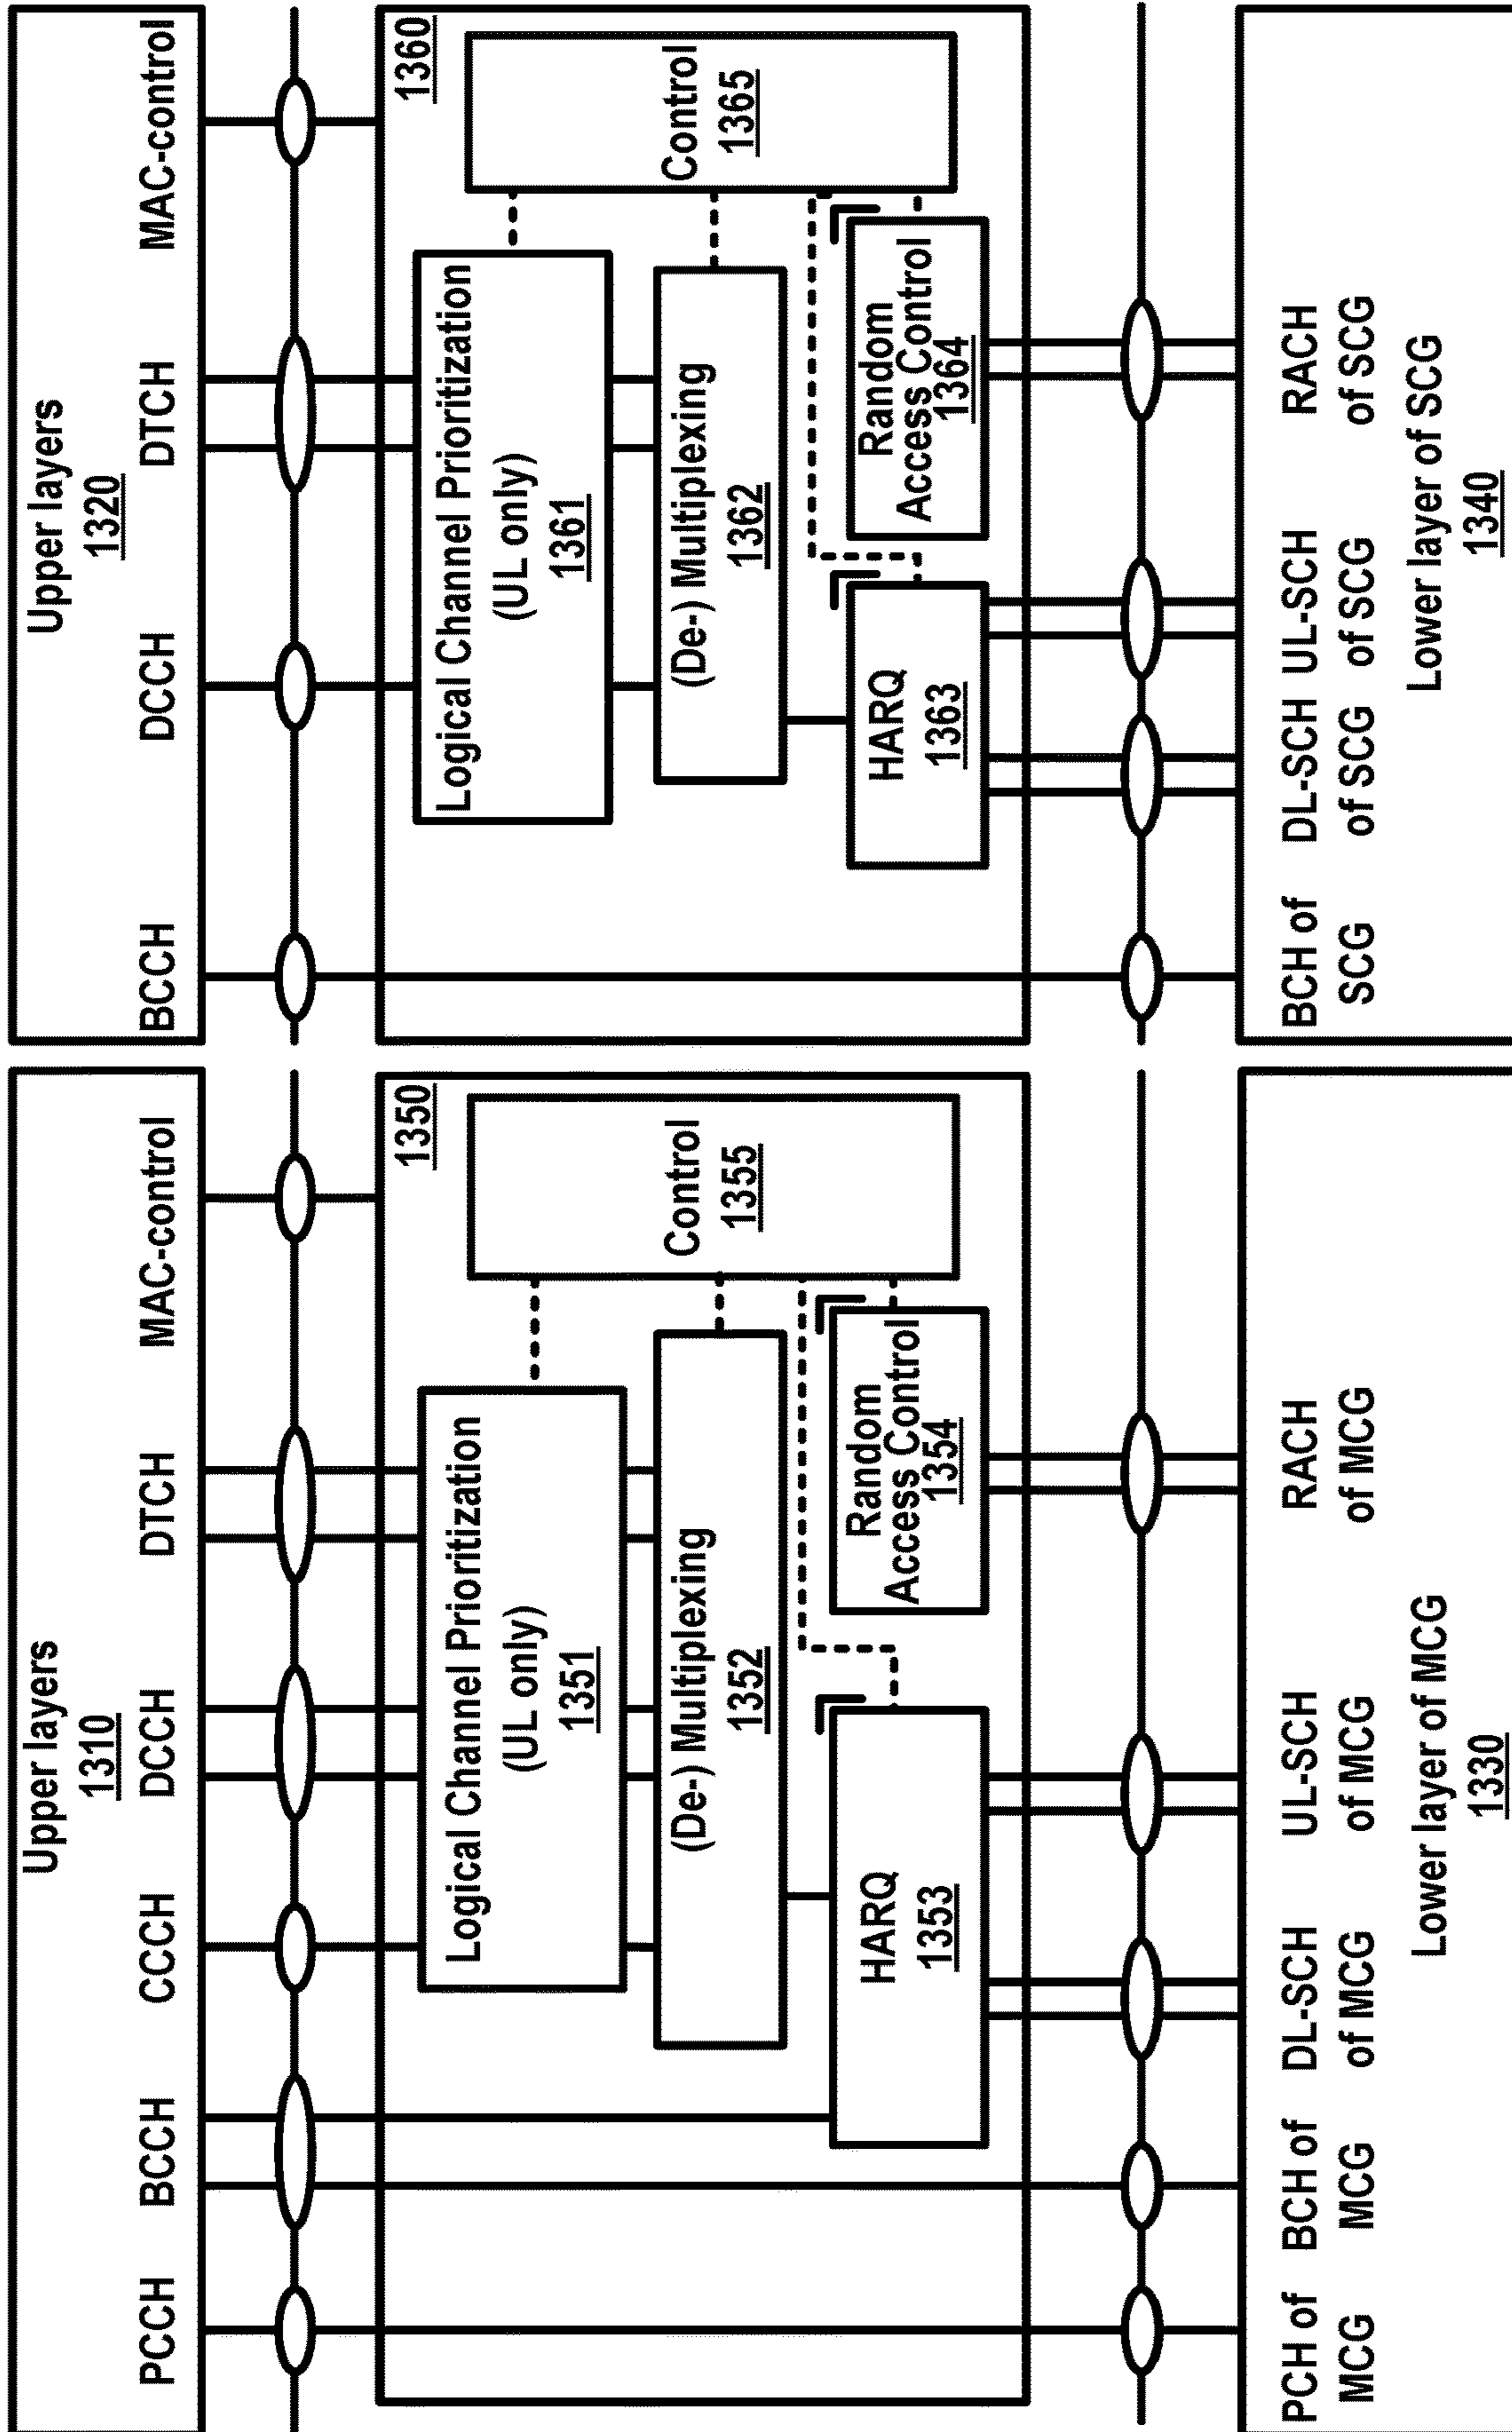 Upper layers
1310
PCCH
BCCH
CCCH
DCCH
DTCH
MAC-control
1350
Logical Channel Prioritization
(UL only)
1351
(De-) Multiplexing
1352
HARQ
1353
Random
Access Control
1354
Control
1355
PCH of
MCG
BCH of
MCG
DL-SCH
of MCG
UL-SCH
of MCG
RACH
of MCG
Lower layer of MCG
1330
Upper layers
1320
BCCH
DCCH
DTCH
MAC-control
1360
Logical Channel Prioritization
(UL only)
1361
(De-) Multiplexing
1362
HARQ
1363
Random
Access Control
1364
Control
1365
BCH of
SCG
DL-SCH
of SCG
UL-SCH
of SCG
RACH
of SCG
Lower layer of SCG
1340